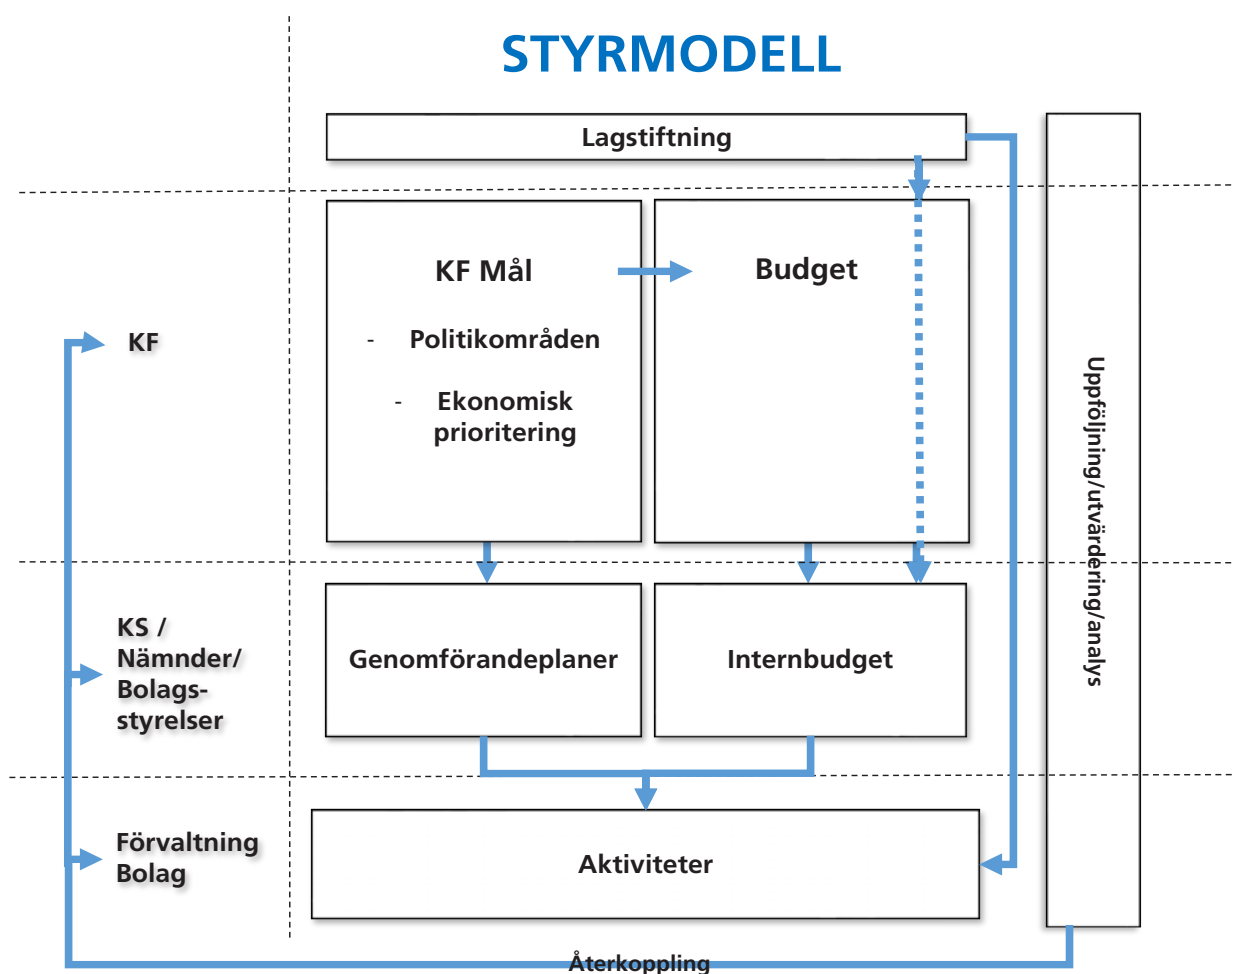 STYRMODELL
Lagstiftning
KF Mål
Budget
KF
- Politikområden
- Ekonomisk
prioritering
Uppföljning/utvärdering/analys
KS /
Nämnder/
Bolags-
styrelser
Genomförandeplaner
Internbudget
Förvaltning
Bolag
Aktiviteter
Återkoppling